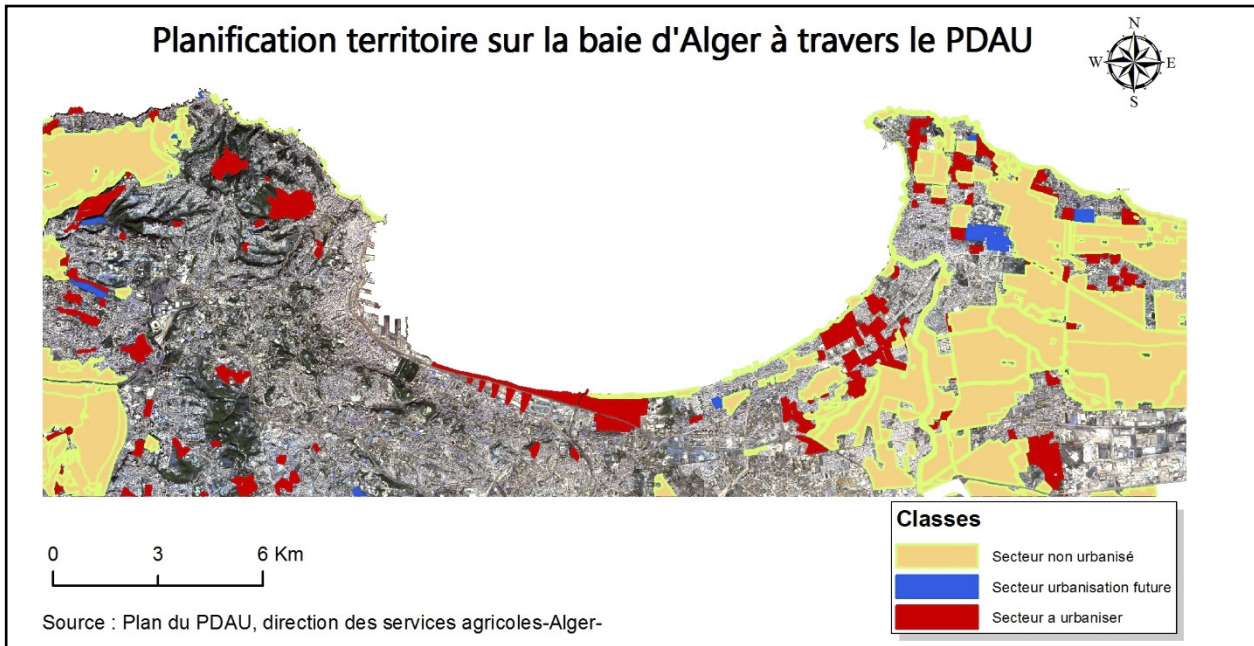 Planification territoire sur la baie d'Alger à travers le PDAU
N
W E
S
0 3 6 Km
Source : Plan du PDAU, direction des services agricoles-Alger-
Classes
Secteur non urbanisé
Secteur urbanisation future
Secteur a urbaniser